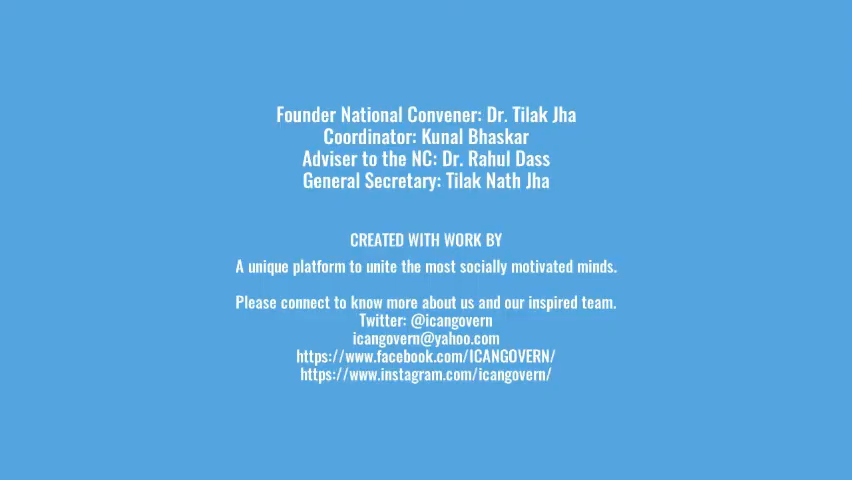 Founder National Convener: Dr. Tilak Jha
Coordinator: Kunal Bhaskar
Adviser to the NC: Dr. Rahul Dass
General Secretary: Tilak Nath Jha
CREATED WITH WORK BY
A unique platform to unite the most socially motivated minds.
Please connect to know more about us and our inspired team.
Twitter: @icangovern
icangovern@yahoo.com
https://www.facebook.com/ICANGOVERN/
https://www.instagram.com/icangovern/